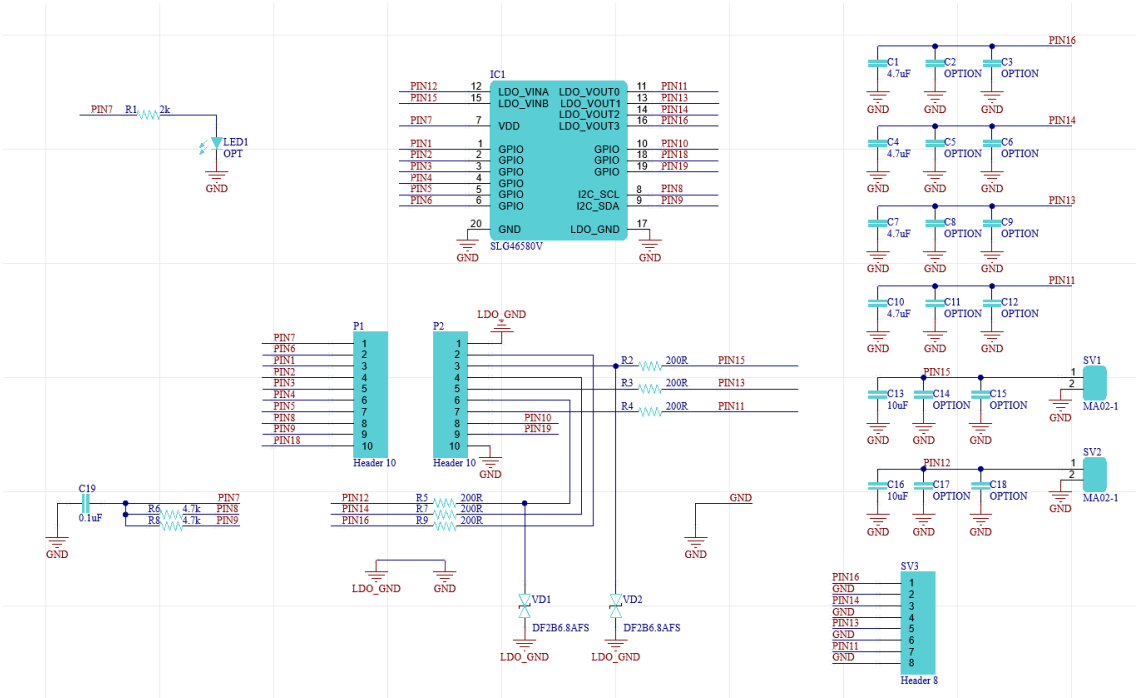 PIN7 R1 2k
LED1
OPT
GND
IC1
PIN12 12 LDO_VINA LDO_VOUT0 11 PIN11
PIN15 15 LDO_VINB LDO_VOUT1 13 PIN13
LDO_VOUT2 14 PIN14
PIN7 7 VDD LDO_VOUT3 16 PIN16
PIN1 1 GPIO GPIO 10 PIN10
PIN2 2 GPIO GPIO 18 PIN18
PIN3 3 GPIO GPIO 19 PIN19
PIN4 4 GPIO
PIN5 5 GPIO I2C_SCL 8 PIN8
PIN6 6 GPIO I2C_SDA 9 PIN9
20 GND LDO_GND 17
SLG46580V
GND GND
PIN16
C1 C2 C3
4.7uF OPTION OPTION
GND GND GND
PIN14
C4 C5 C6
4.7uF OPTION OPTION
GND GND GND
PIN13
C7 C8 C9
4.7uF OPTION OPTION
GND GND GND
PIN11
C10 C11 C12
4.7uF OPTION OPTION
GND GND GND
PIN15
C13 C14 C15
10uF OPTION OPTION
GND GND GND
SV1
1
2
MA02-1
GND
PIN12
C16 C17 C18
10uF OPTION OPTION
GND GND GND
SV2
1
2
MA02-1
GND
P1
PIN7 1
PIN6 2
PIN1 3
PIN2 4
PIN3 5
PIN4 6
PIN5 7
PIN8 8
PIN9 9
PIN18 10
Header 10
LDO_GND
P2
1
2
3
4
5
6
7
8 PIN10
9 PIN19
10
Header 10
GND
R2 200R PIN15
R3 200R PIN13
R4 200R PIN11
C19
0.1uF
GND
PIN7
R6 4.7k PIN8
R8 4.7k PIN9
PIN12 R5 200R
PIN14 R7 200R
PIN16 R9 200R
GND
GND
LDO_GND GND
VD1
DF2B6.8AFS
LDO_GND
VD2
DF2B6.8AFS
LDO_GND
SV3
PIN16 1
GND 2
PIN14 3
GND 4
PIN13 5
GND 6
PIN11 7
GND 8
Header 8